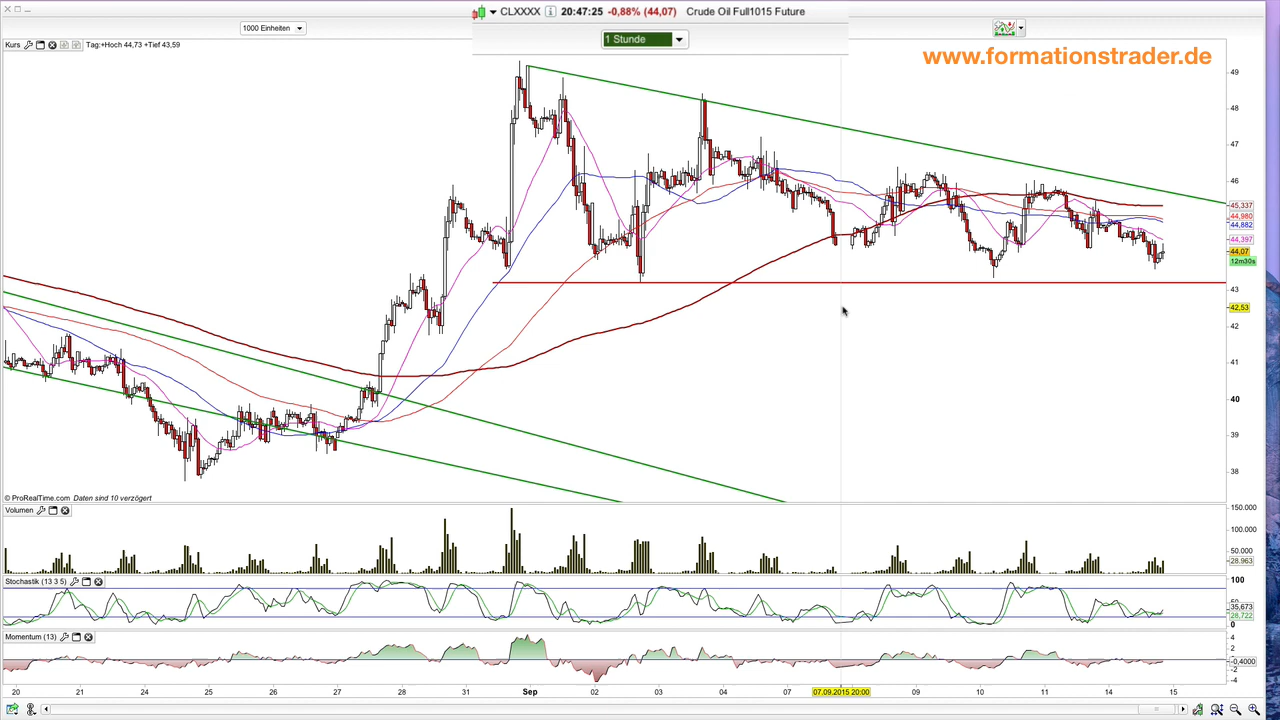 CLXXXX 20:47:25 -0,88% (44,07) Crude Oil Full1015 Future
1000 Einheiten
1 Stunde
www.formationstrader.de
Kurs Tag:+Hoch 44,73 +Tief 43,59
49
48
47
46
45,337
44,980
44,882
44,397
44,07
12m30s
43
42,53
42
41
40
39
38
© ProRealTime.com Daten sind 10 verzögert
Volumen
150.000
100.000
50.000
28.963
Stochastik (13 3 5)
100
50
35,673
28,722
0
Momentum (13)
4
2
-0,4000
-2
-4
20 21 24 25 26 27 28 31 Sep 02 03 04 07 07.09.2015 20:00 09 10 11 14 15